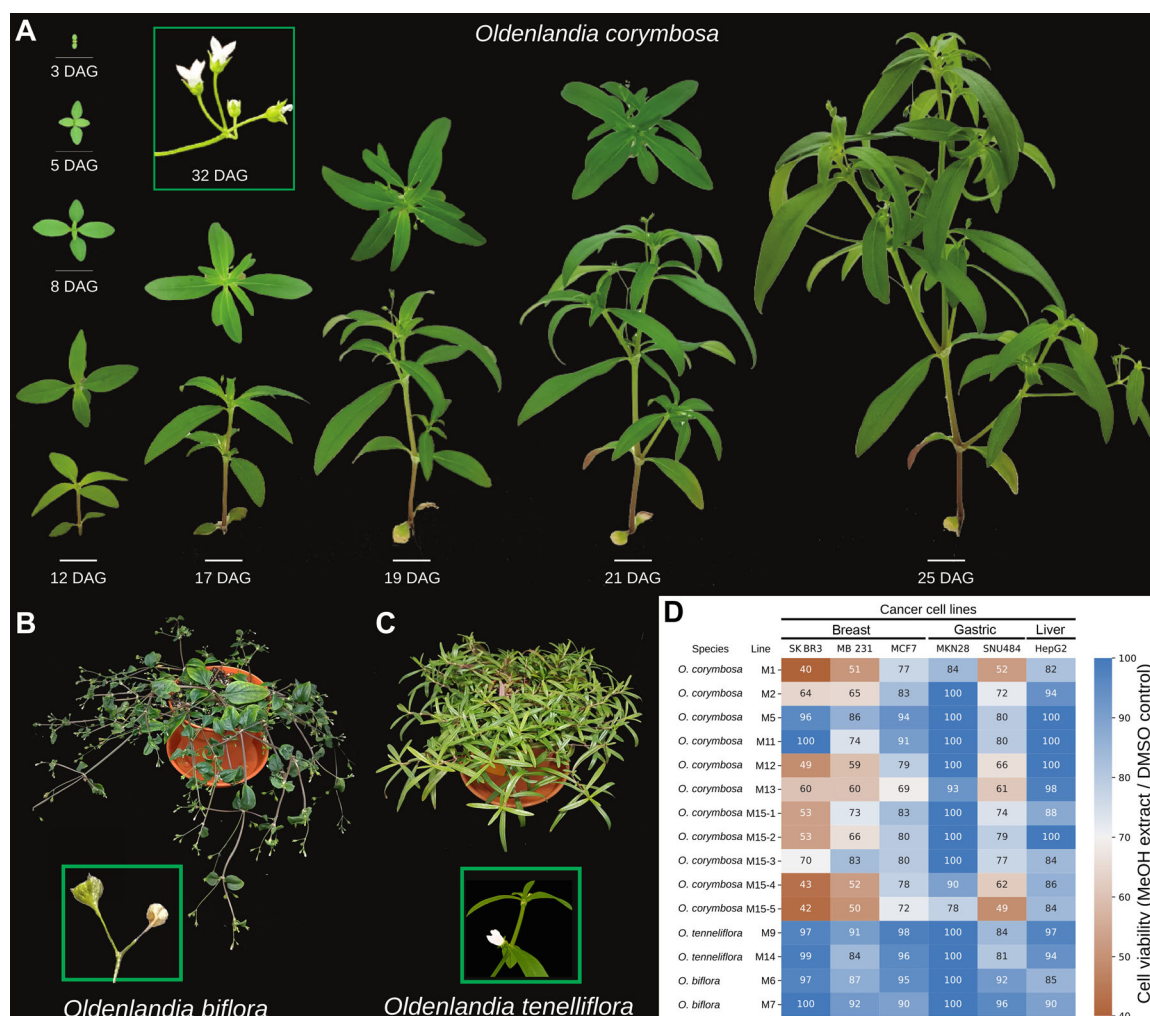 A
Oldenlandia corymbosa
3 DAG
5 DAG
8 DAG
32 DAG
12 DAG
17 DAG
19 DAG
21 DAG
25 DAG
B
Oldenlandia biflora
C
Oldenlandia tenelliflora
D
Cancer cell lines
Breast Gastric Liver
Species Line SK BR3 MB 231 MCF7 MKN28 SNU484 HepG2
O. corymbosa M1 40 51 77 84 52 82
O. corymbosa M2 64 65 83 100 72 94
O. corymbosa M5 96 86 94 100 80 100
O. corymbosa M11 100 74 91 100 80 100
O. corymbosa M12 49 59 79 100 66 100
O. corymbosa M13 60 60 69 93 61 98
O. corymbosa M15-1 53 73 83 100 74 88
O. corymbosa M15-2 53 66 80 100 79 100
O. corymbosa M15-3 70 83 80 100 77 84
O. corymbosa M15-4 43 52 78 90 62 86
O. corymbosa M15-5 42 50 72 78 49 84
O. tenneliflora M9 97 91 98 100 84 97
O. tenneliflora M14 99 84 96 100 81 94
O. biflora M6 97 87 95 100 92 85
O. biflora M7 100 92 90 100 96 90
100
90
80
70
60
50
40
Cell viability (MeOH extract / DMSO control)